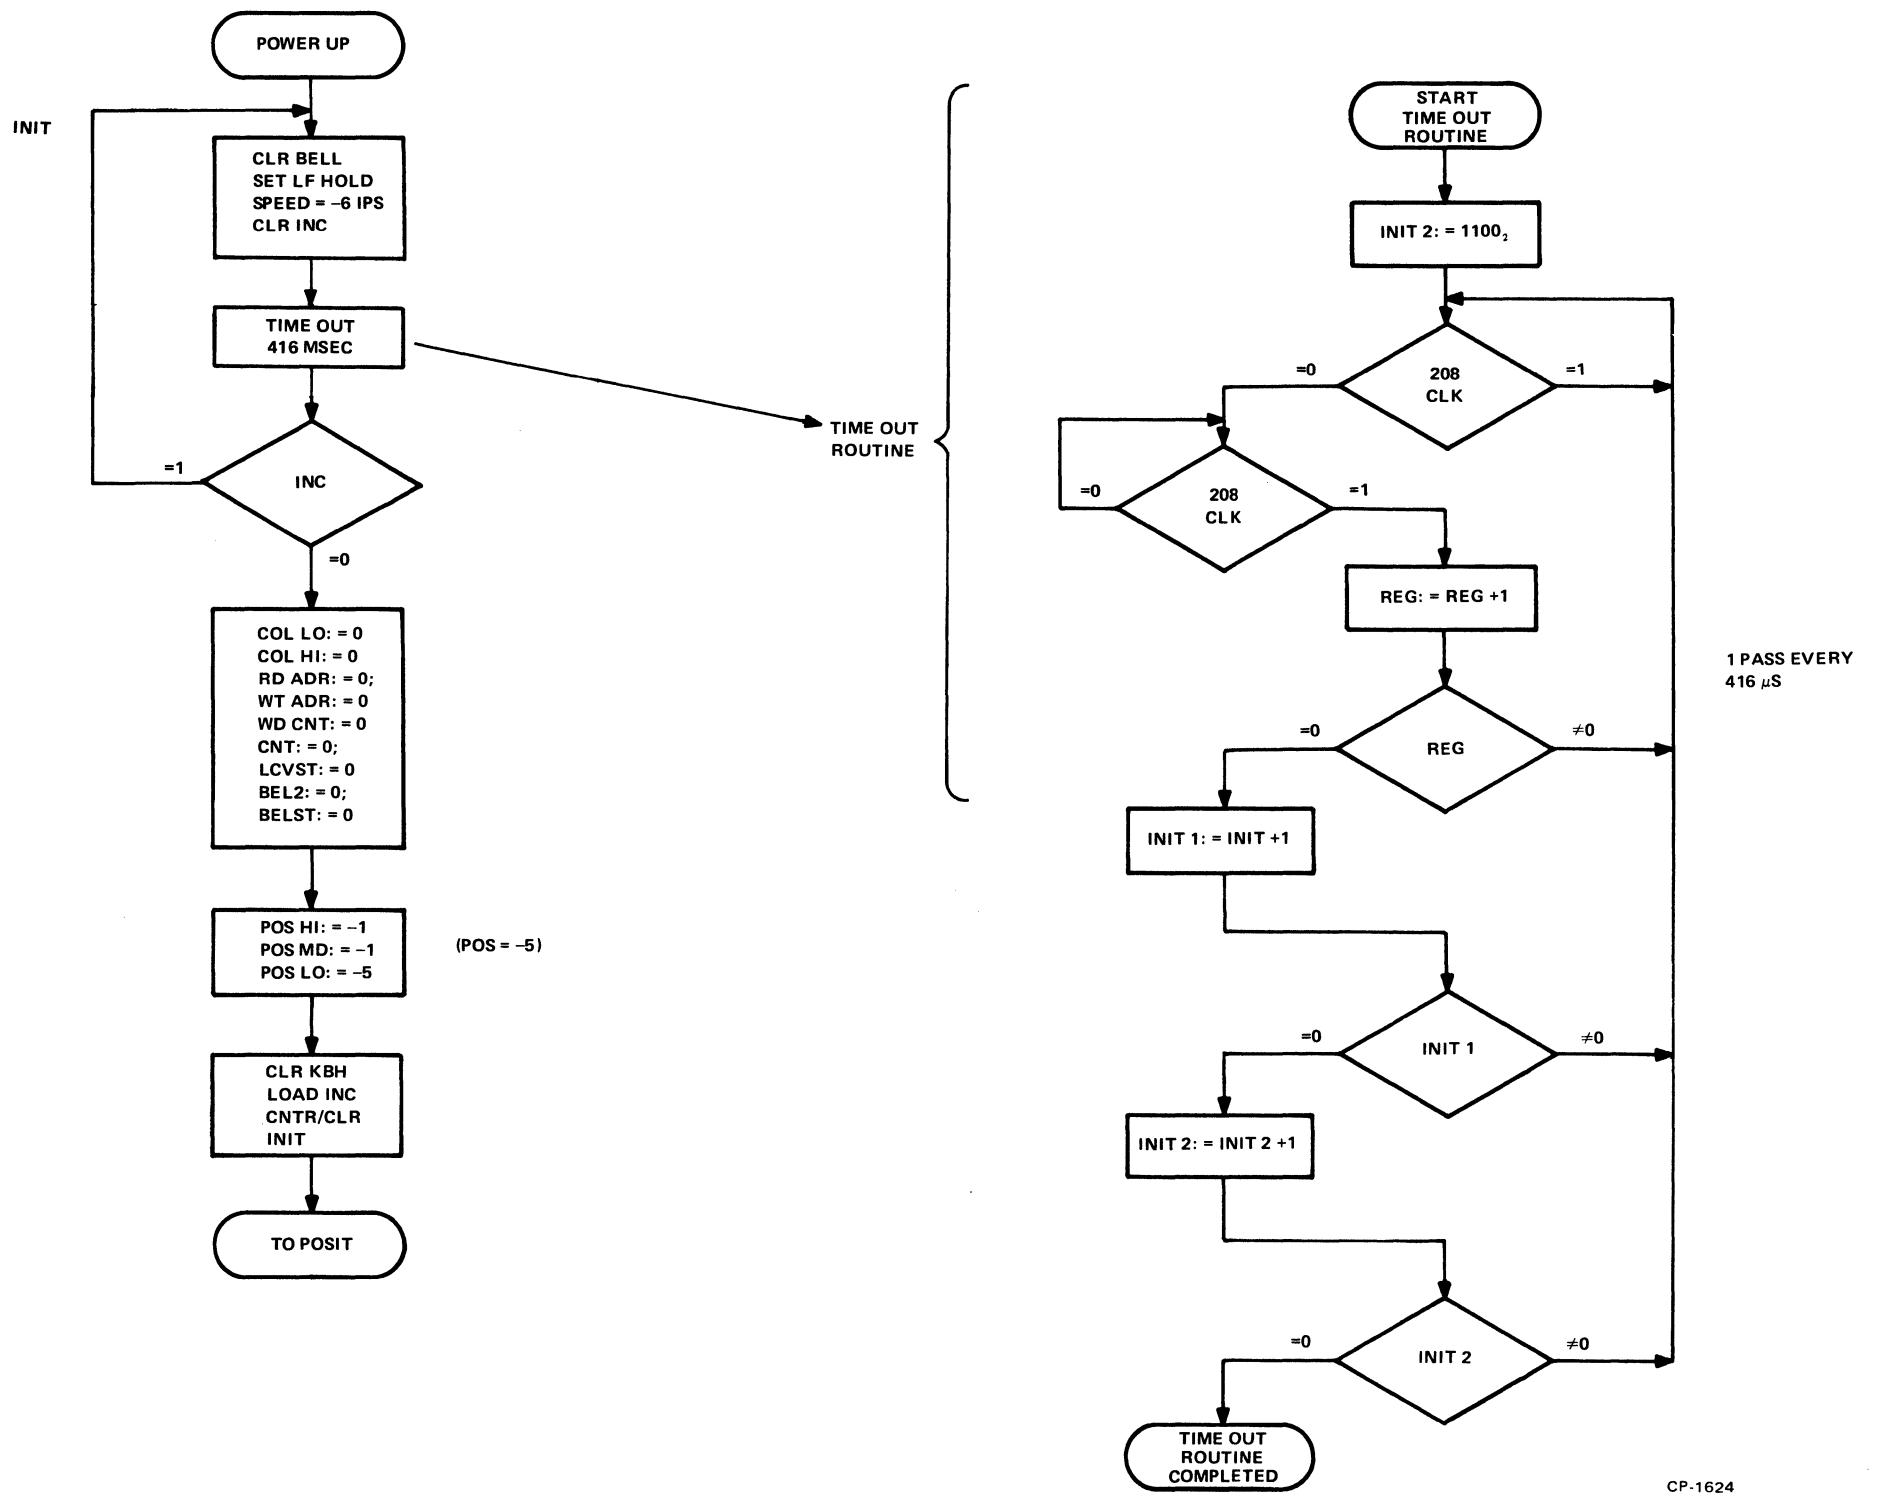 POWER UP
INIT
CLR BELL
SET LF HOLD
SPEED = –6 IPS
CLR INC
TIME OUT
416 MSEC
=1
INC
=0
COL LO: = 0
COL HI: = 0
RD ADR: = 0;
WT ADR: = 0
WD CNT: = 0
CNT: = 0;
LCVST: = 0
BEL2: = 0;
BELST: = 0
POS HI: = –1
POS MD: = –1
POS LO: = –5
(POS = –5)
CLR KBH
LOAD INC
CNTR/CLR
INIT
TO POSIT
TIME OUT
ROUTINE
START
TIME OUT
ROUTINE
INIT 2: = 1100₂
=0
208
CLK
=1
=0
208
CLK
=1
REG: = REG +1
1 PASS EVERY
416 μS
=0
REG
≠0
INIT 1: = INIT +1
=0
INIT 1
≠0
INIT 2: = INIT 2 +1
=0
INIT 2
≠0
TIME OUT
ROUTINE
COMPLETED
CP-1624